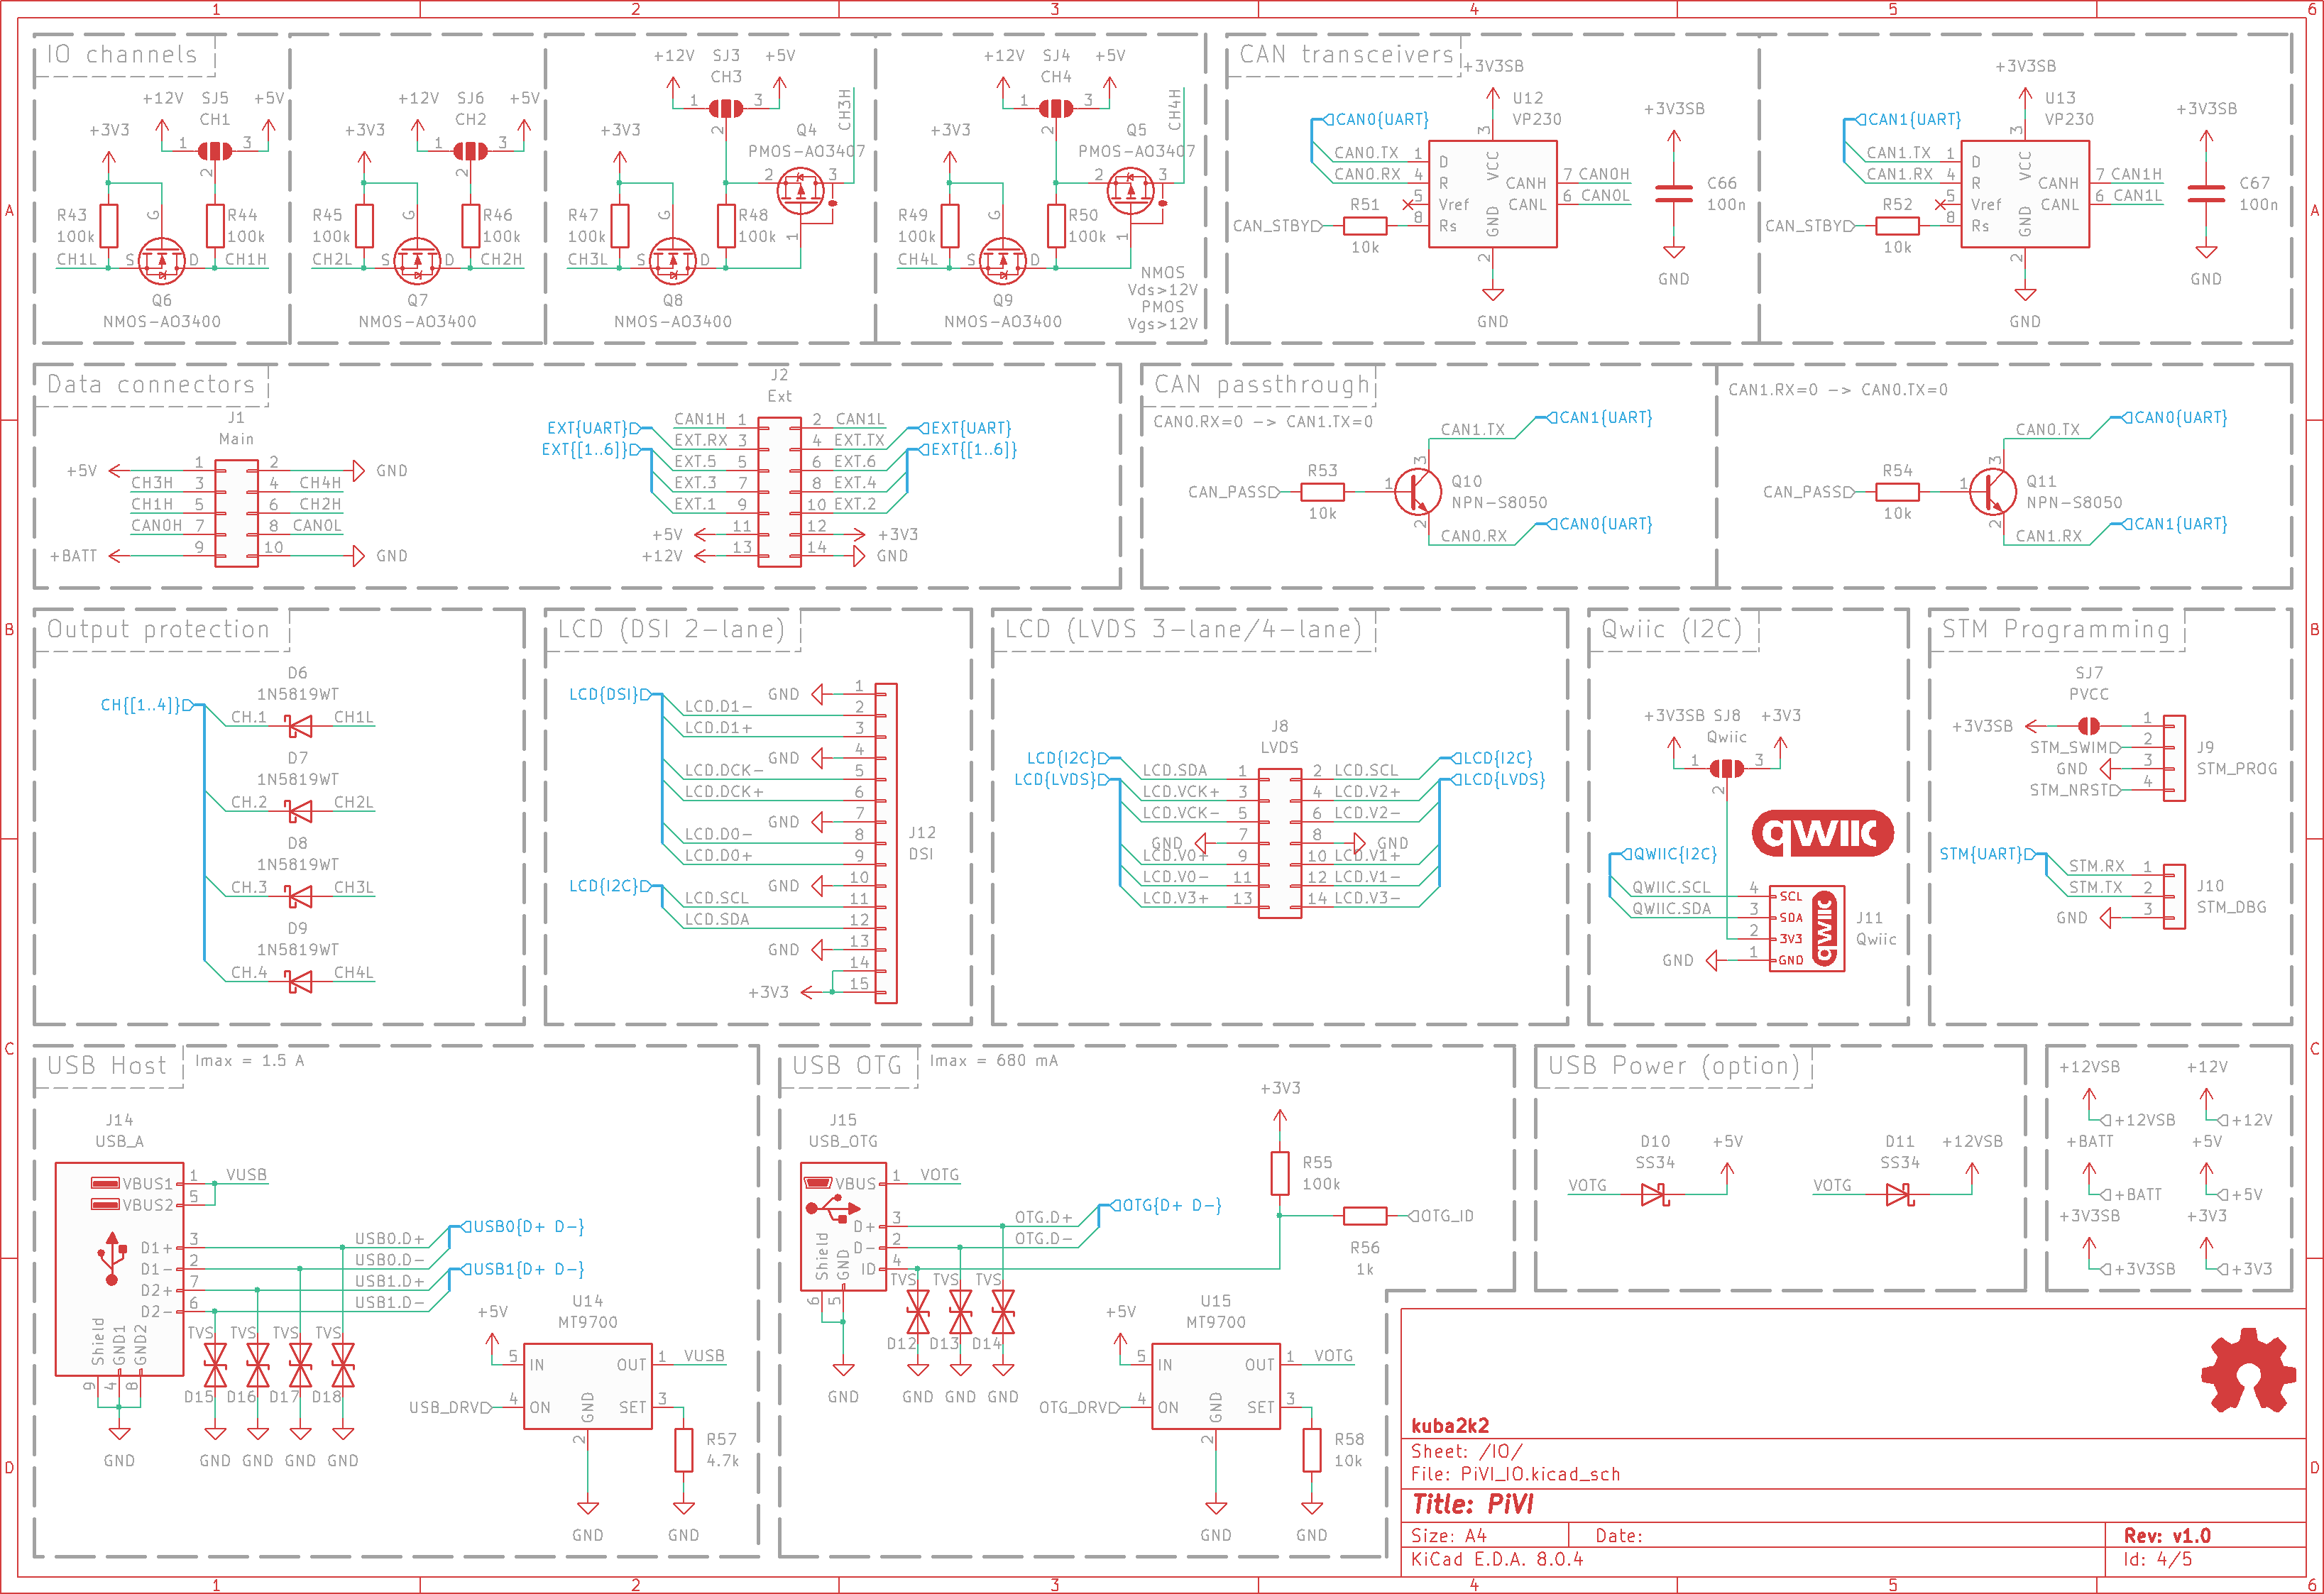 1 2 3 4 5 6
A B C D
IO channels
+12V SJ5 +5V
CH1
+3V3
1 3
2
R43
100k
G
R44
100k
CH1L S D CH1H
Q6
NMOS-AO3400
+12V SJ6 +5V
CH2
+3V3
1 3
2
R45
100k
G
R46
100k
CH2L S D CH2H
Q7
NMOS-AO3400
+12V SJ3 +5V
CH3
1 3
2
+3V3
Q4
PMOS-AO3407
CH3H
2 3
1
R47
100k
G
R48
100k
CH3L S D
Q8
NMOS-AO3400
+12V SJ4 +5V
CH4
1 3
2
+3V3
Q5
PMOS-AO3407
CH4H
2 3
1
R49
100k
G
R50
100k
CH4L S D
Q9
NMOS-AO3400
NMOS
Vds>12V
PMOS
Vgs>12V
CAN transceivers
+3V3SB
U12
VP230
CAN0{UART}
CAN0.TX 1 D
CAN0.RX 4 R
5 Vref
8 Rs
3 VCC
GND 2
CANH 7 CAN0H
CANL 6 CAN0L
CAN_STBY
R51
10k
GND
+3V3SB
C66
100n
GND
+3V3SB
U13
VP230
CAN1{UART}
CAN1.TX 1 D
CAN1.RX 4 R
5 Vref
8 Rs
3 VCC
GND 2
CANH 7 CAN1H
CANL 6 CAN1L
CAN_STBY
R52
10k
GND
+3V3SB
C67
100n
GND
Data connectors
J1
Main
+5V 1 2 GND
CH3H 3 4 CH4H
CH1H 5 6 CH2H
CAN0H 7 8 CAN0L
+BATT 9 10 GND
J2
Ext
EXT{UART}
EXT{[1..6]}
CAN1H 1 2 CAN1L
EXT.RX 3 4 EXT.TX
EXT.5 5 6 EXT.6
EXT.3 7 8 EXT.4
EXT.1 9 10 EXT.2
+5V 11 12 +3V3
+12V 13 14 GND
EXT{UART}
EXT{[1..6]}
CAN passthrough
CAN0.RX=0 -> CAN1.TX=0
CAN1{UART}
CAN1.TX
3
R53
CAN_PASS
10k
1
Q10
NPN-S8050
2
CAN0.RX
CAN0{UART}
CAN1.RX=0 -> CAN0.TX=0
CAN0{UART}
CAN0.TX
3
R54
CAN_PASS
10k
1
Q11
NPN-S8050
2
CAN1.RX
CAN1{UART}
Output protection
CH{[1..4]}
D6
1N5819WT
CH.1 CH1L
D7
1N5819WT
CH.2 CH2L
D8
1N5819WT
CH.3 CH3L
D9
1N5819WT
CH.4 CH4L
LCD (DSI 2-lane)
LCD{DSI}
GND 1
LCD.D1- 2
LCD.D1+ 3
GND 4
LCD.DCK- 5
LCD.DCK+ 6
GND 7
LCD.D0- 8
LCD.D0+ 9
LCD{I2C}
GND 10
LCD.SCL 11
LCD.SDA 12
GND 13
14
+3V3 15
J12
DSI
LCD (LVDS 3-lane/4-lane)
J8
LVDS
LCD{I2C}
LCD{LVDS}
LCD.SDA 1 2 LCD.SCL
LCD.VCK+ 3 4 LCD.V2+
LCD.VCK- 5 6 LCD.V2-
GND 7 8 GND
LCD.V0+ 9 10 LCD.V1+
LCD.V0- 11 12 LCD.V1-
LCD.V3+ 13 14 LCD.V3-
LCD{I2C}
LCD{LVDS}
Qwiic (I2C)
+3V3SB SJ8 +3V3
Qwiic
1 3
2
qwiic
QWIIC{I2C}
QWIIC.SCL 4 SCL
QWIIC.SDA 3 SDA
2 3V3
GND 1 GND
qwiic
J11
Qwiic
STM Programming
SJ7
PVCC
+3V3SB 1
STM_SWIM 2
GND 3
STM_NRST 4
J9
STM_PROG
STM{UART}
STM.RX 1
STM.TX 2
GND 3
J10
STM_DBG
USB Host
Imax = 1.5 A
J14
USB_A
VBUS1 1 VUSB
VBUS2 5
D1+ 3 USB0.D+
D1- 2 USB0.D-
D2+ 7 USB1.D+
D2- 6 USB1.D-
USB0{D+ D-}
USB1{D+ D-}
Shield GND1 GND2
9 4 8
GND
TVS TVS TVS TVS
D15 D16 D17 D18
GND GND GND GND
+5V
U14
MT9700
5 IN OUT 1 VUSB
USB_DRV 4 ON GND SET 3
2
R57
4.7k
GND GND
USB OTG
Imax = 680 mA
J15
USB_OTG
VBUS 1 VOTG
D+ 3 OTG.D+
D- 2 OTG.D-
ID 4
OTG{D+ D-}
Shield GND
6 5
GND
TVS TVS TVS
D12 D13 D14
GND GND GND
+3V3
R55
100k
R56
1k
OTG_ID
+5V
U15
MT9700
5 IN OUT 1 VOTG
OTG_DRV 4 ON GND SET 3
2
R58
10k
GND GND
USB Power (option)
D10 +5V
SS34
VOTG
D11 +12VSB
SS34
VOTG
+12VSB +12V
+12VSB +12V
+BATT +5V
+BATT +5V
+3V3SB +3V3
+3V3SB +3V3
kuba2k2
Sheet: /IO/
File: PiVI_IO.kicad_sch
Title: PiVI
Size: A4 Date: Rev: v1.0
KiCad E.D.A. 8.0.4 Id: 4/5
1 2 3 4 5 6
A B C D